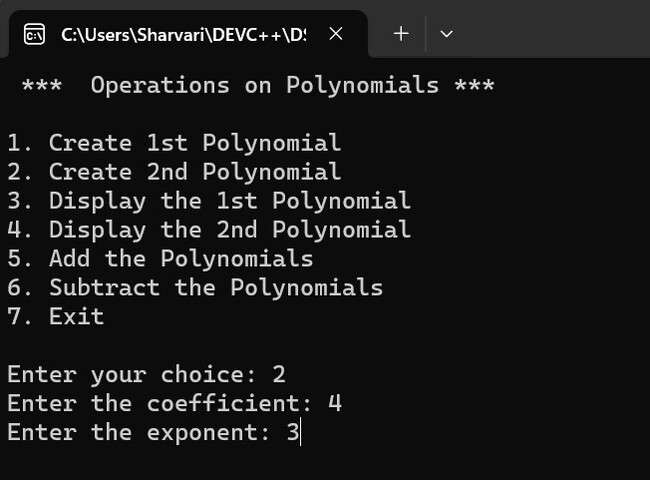 C:\Users\Sharvari\DEVC++\DS
***  Operations on Polynomials ***
1. Create 1st Polynomial
2. Create 2nd Polynomial
3. Display the 1st Polynomial
4. Display the 2nd Polynomial
5. Add the Polynomials
6. Subtract the Polynomials
7. Exit
Enter your choice: 2
Enter the coefficient: 4
Enter the exponent: 3